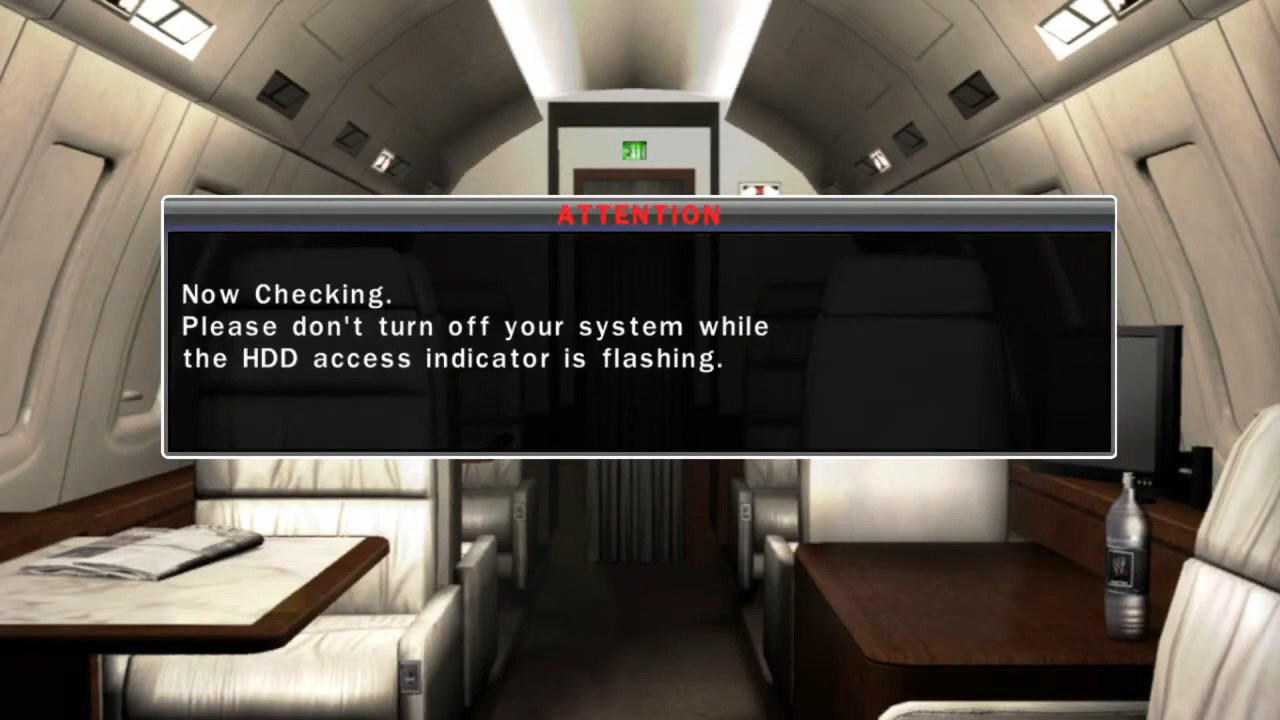 ATTENTION
Now Checking.
Please don't turn off your system while
the HDD access indicator is flashing.